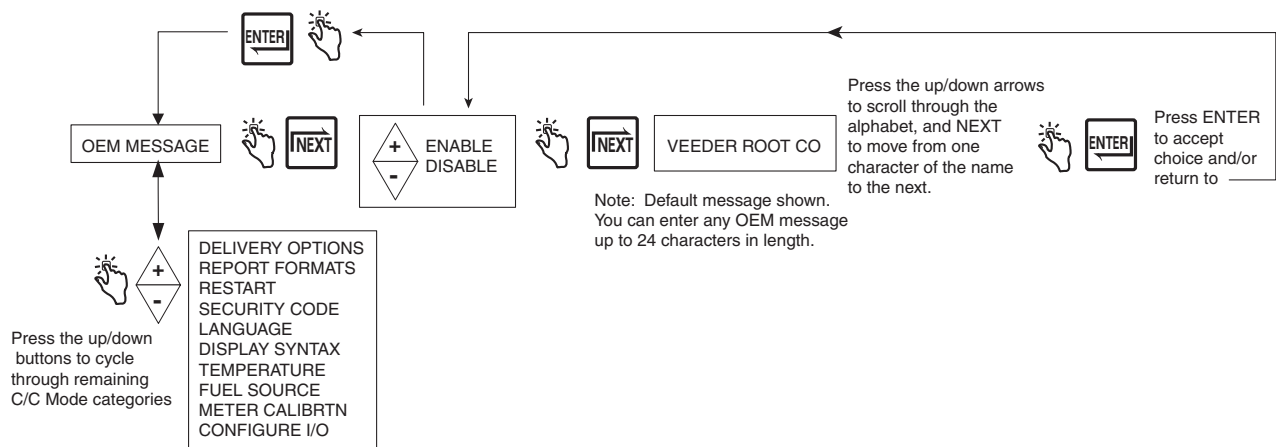 ENTER
OEM MESSAGE
NEXT
+
-
ENABLE
DISABLE
NEXT
VEEDER ROOT CO
Note: Default message shown.
You can enter any OEM message
up to 24 characters in length.
Press the up/down arrows
to scroll through the
alphabet, and NEXT
to move from one
character of the name
to the next.
ENTER
Press ENTER
to accept
choice and/or
return to
+
-
Press the up/down
buttons to cycle
through remaining
C/C Mode categories
DELIVERY OPTIONS
REPORT FORMATS
RESTART
SECURITY CODE
LANGUAGE
DISPLAY SYNTAX
TEMPERATURE
FUEL SOURCE
METER CALIBRTN
CONFIGURE I/O